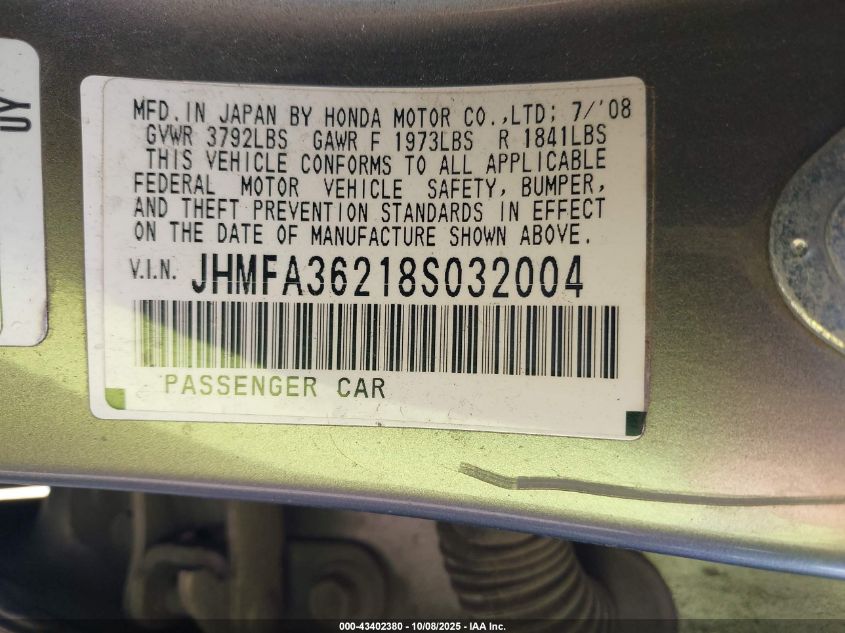 0Y
MFD.IN JAPAN BY HONDA MOTOR CO.,LTD: 7/'08
GVWR 3792LBS GAWR F 1973LBS R 1841LBS
THIS VEHICLE CONFORMS TO ALL APPLICABLE
FEDERAL MOTOR VEHICLE SAFETY, BUMPER,
AND THEFT PREVENTION STANDARDS IN EFFECT
ON THE DATE OF MANUFACTURE SHOWN ABOVE.
V.I.N. JHMFA36218S032004
PASSENGER CAR
000-43402380 - 10/08/2025 - IAA Inc.